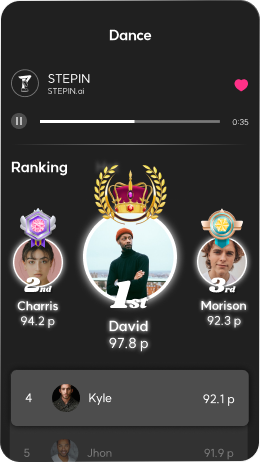 Dance
STEPIN
STEPIN.ai
0:35
Ranking
1st
2nd
3rd
Charris
94.2 p
David
97.8 p
Morison
92.3 p
4 Kyle 92.1 p
5 Jhon 91.9 p